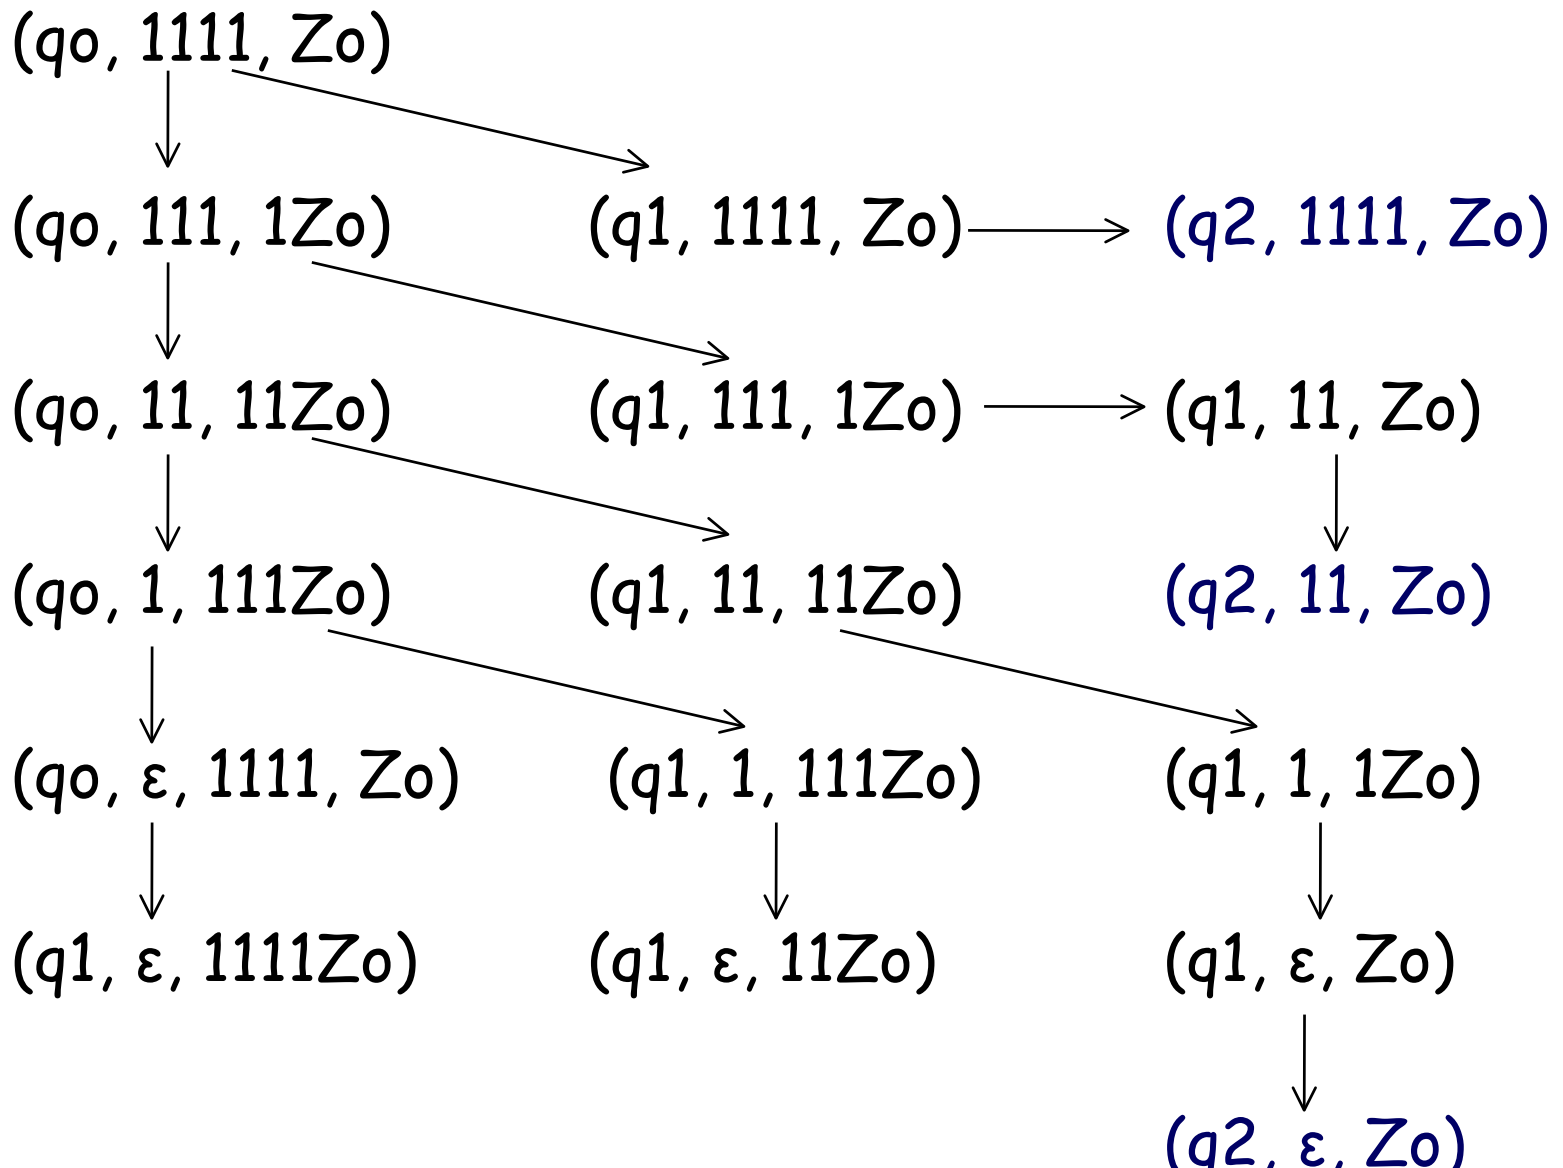 (qo, 1111, Zo)
(qo, 111, 1Zo) (q1, 1111, Zo) (q2, 1111, Zo)
(qo, 11, 11Zo) (q1, 111, 1Zo) (q1, 11, Zo)
(qo, 1, 111Zo) (q1, 11, 11Zo) (q2, 11, Zo)
(qo, ε, 1111, Zo) (q1, 1, 111Zo) (q1, 1, 1Zo)
(q1, ε, 1111Zo) (q1, ε, 11Zo) (q1, ε, Zo)
(q2, ε, Zo)